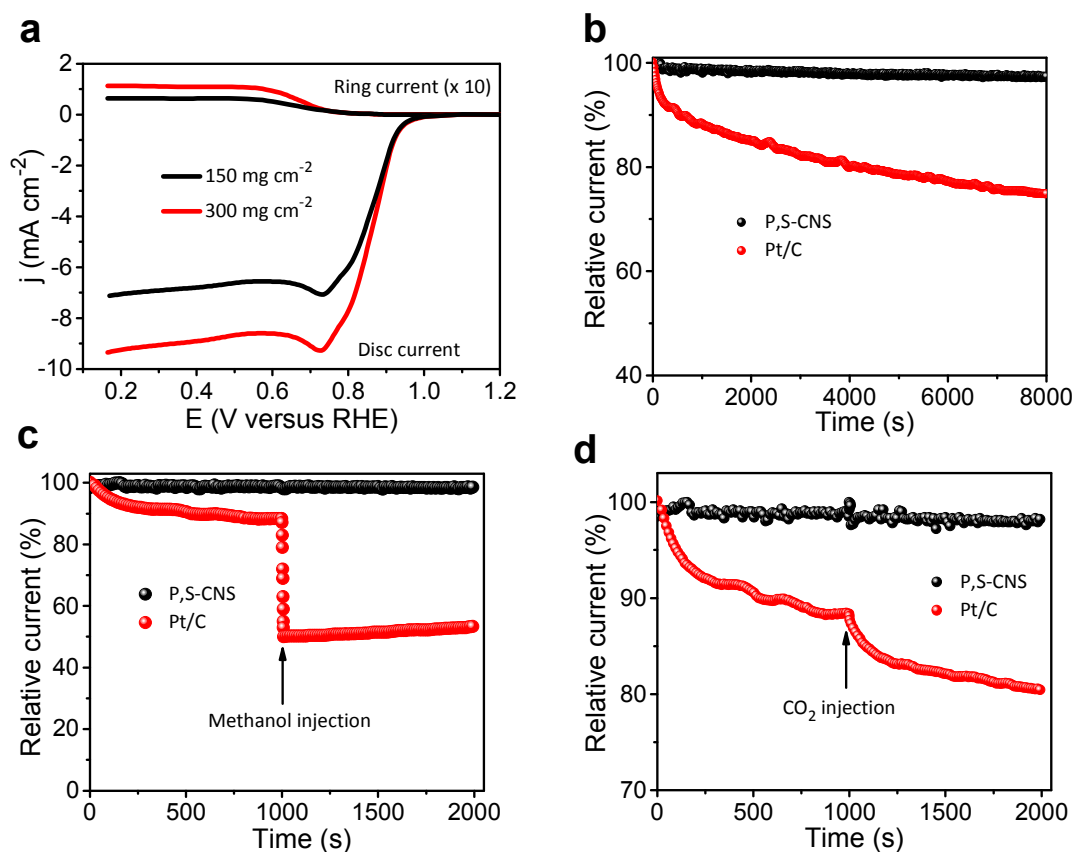 a
2
0
-2
-4
-6
-8
-10
j (mA cm⁻²)
Ring current (x 10)
150 mg cm⁻²
300 mg cm⁻²
Disc current
0.2 0.4 0.6 0.8 1.0 1.2
E (V versus RHE)
b
100
80
60
40
Relative current (%)
P,S-CNS
Pt/C
0 2000 4000 6000 8000
Time (s)
c
100
80
60
40
20
0
Relative current (%)
P,S-CNS
Pt/C
Methanol injection
0 500 1000 1500 2000
Time (s)
d
100
90
80
70
Relative current (%)
P,S-CNS
Pt/C
CO₂ injection
0 500 1000 1500 2000
Time (s)